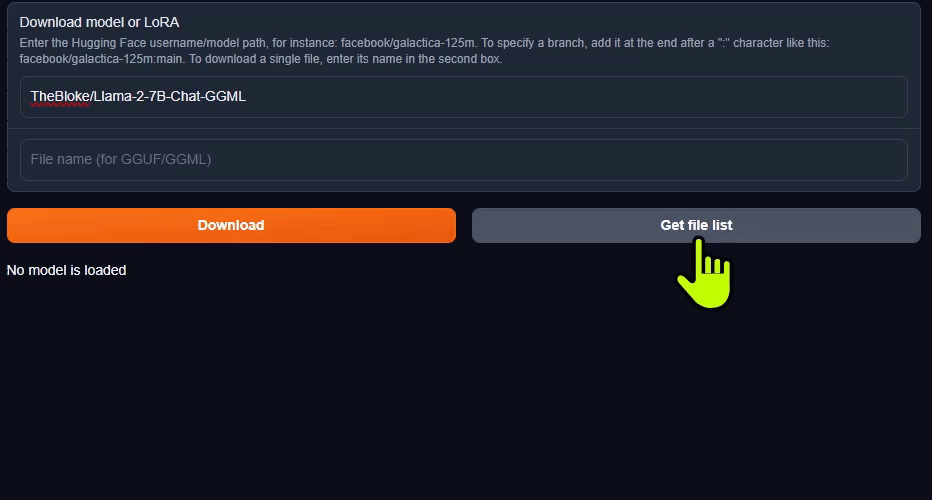 Download model or LoRA
Enter the Hugging Face username/model path, for instance: facebook/galactica-125m. To specify a branch, add it at the end after a ":" character like this:
facebook/galactica-125m:main. To download a single file, enter its name in the second box.
TheBloke/Llama-2-7B-Chat-GGML
File name (for GGUF/GGML)
Download
Get file list
No model is loaded